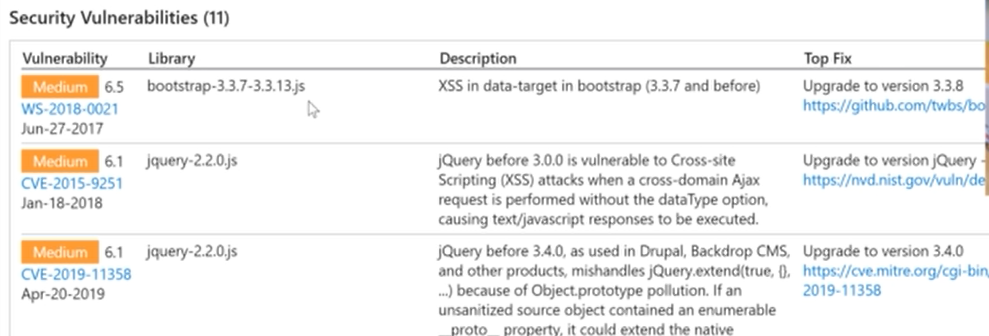 Security Vulnerabilities (11)
Vulnerability Library Description Top Fix
Medium 6.5 bootstrap-3.3.7-3.3.13.js XSS in data-target in bootstrap (3.3.7 and before) Upgrade to version 3.3.8
WS-2018-0021 https://github.com/twbs/bo
Jun-27-2017
Medium 6.1 jquery-2.2.0.js jQuery before 3.0.0 is vulnerable to Cross-site Upgrade to version jQuery -
CVE-2015-9251 Scripting (XSS) attacks when a cross-domain Ajax https://nvd.nist.gov/vuln/de
Jan-18-2018 request is performed without the dataType option,
causing text/javascript responses to be executed.
Medium 6.1 jquery-2.2.0.js jQuery before 3.4.0, as used in Drupal, Backdrop CMS, Upgrade to version 3.4.0
CVE-2019-11358 and other products, mishandles jQuery.extend(true, {}, https://cve.mitre.org/cgi-bin/
Apr-20-2019 ...) because of Object.prototype pollution. If an 2019-11358
unsanitized source object contained an enumerable
__proto__ property, it could extend the native